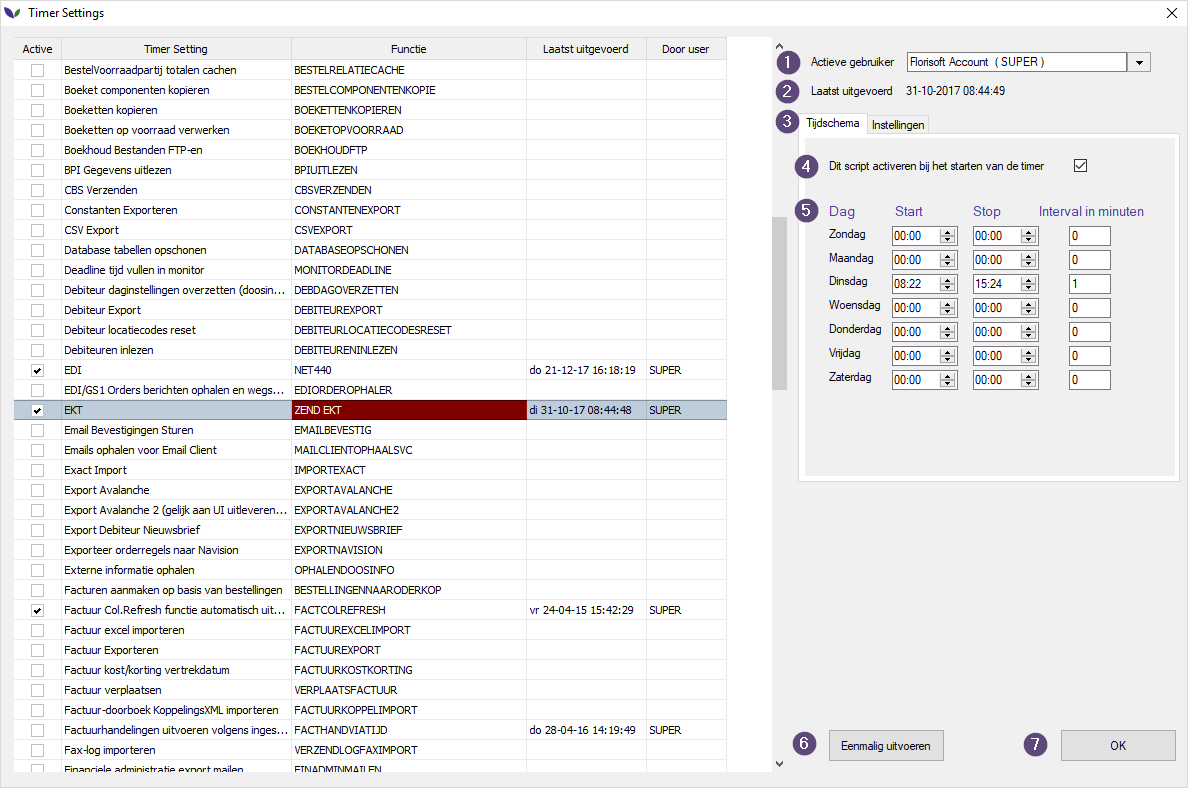 Timer Settings
Active Timer Setting Functie Laatst uitgevoerd Door user
BestelVoorraadpartij totalen cachen BESTELRELATIECACHE
Boeket componenten kopieren BESTELCOMPONENTENKOPIE
Boeketten kopieren BOEKETTENKOPIEREN
Boeketten op voorraad verwerken BOEKETOPVOORRAAD
Boekhoud Bestanden FTP-en BOEKHOUDFTP
BPI Gegevens uitlezen BPIUITLEZEN
CBS Verzenden CBSVERZENDEN
Constanten Exporteren CONSTANTENEXPORT
CSV Export CSVEXPORT
Database tabellen opschonen DATABASEOPSCHONEN
Deadline tijd vullen in monitor MONITORDEADLINE
Debiteur daginstellingen overzetten (doosin... DEBDAGOVERZETTEN
Debiteur Export DEBITEUREXPORT
Debiteur locatiecodes reset DEBITEURLOCATIECODESRESET
Debiteuren inlezen DEBITEURENINLEZEN
EDI NET440 do 21-12-17 16:18:19 SUPER
EDI/GS1 Orders berichten ophalen en wegs... EDIORDEROPHALER
EKT ZEND EKT di 31-10-17 08:44:48 SUPER
Email Bevestigingen Sturen EMAILBEVESTIG
Emails ophalen voor Email Client MAILCLIENTOPHAALSVC
Exact Import IMPORTEXACT
Export Avalanche EXPORTAVALANCHE
Export Avalanche 2 (gelijk aan UI uitleveren... EXPORTAVALANCHE2
Export Debiteur Nieuwsbrief EXPORTNIEUWSBRIEF
Exporteer orderregels naar Navision EXPORTNAVISION
Externe informatie ophalen OPHALENDOOSINFO
Facturen aanmaken op basis van bestellingen BESTELLINGENNAARORDERKOP
Factuur Col.Refresh functie automatisch uit... FACTCOLREFRESH vr 24-04-15 15:42:29 SUPER
Factuur excel importeren FACTUUREXCELIMPORT
Factuur Exporteren FACTUUREXPORT
Factuur kost/korting vertrekdatum FACTUURKOSTKORTING
Factuur verplaatsen VERPLAATSFACTUUR
Factuur-doorboek KoppelingsXML importeren FACTUURKOPPELIMPORT
Factuurhandelingen uitvoeren volgens inges... FACTHANDVIATIJD do 28-04-16 14:19:49 SUPER
Fax-log importeren VERZENDLOGFAXIMPORT
Financiele administratie export mailen FINADMINMAILEN
1 Actieve gebruiker Florisoft Account ( SUPER )
2 Laatst uitgevoerd 31-10-2017 08:44:49
3 Tijdschema Instellingen
4 Dit script activeren bij het starten van de timer
5 Dag Start Stop Interval in minuten
Zondag 00:00 00:00 0
Maandag 00:00 00:00 0
Dinsdag 08:22 15:24 1
Woensdag 00:00 00:00 0
Donderdag 00:00 00:00 0
Vrijdag 00:00 00:00 0
Zaterdag 00:00 00:00 0
6 Eenmalig uitvoeren 7 OK